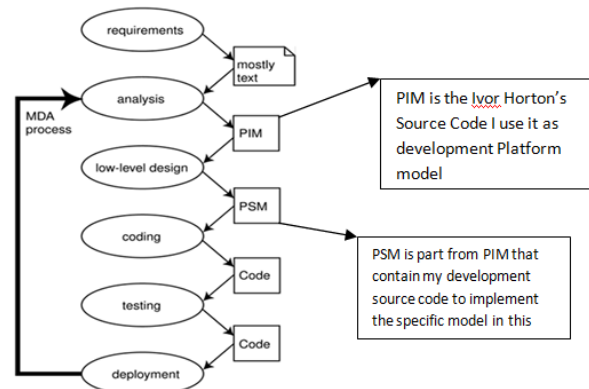 requirements
mostly
text
analysis
MDA
process
PIM
low-level design
PSM
coding
Code
testing
Code
deployment
PIM is the Ivor Horton's
Source Code I use it as
development Platform
model
PSM is part from PIM that
contain my development
source code to implement
the specific model in this